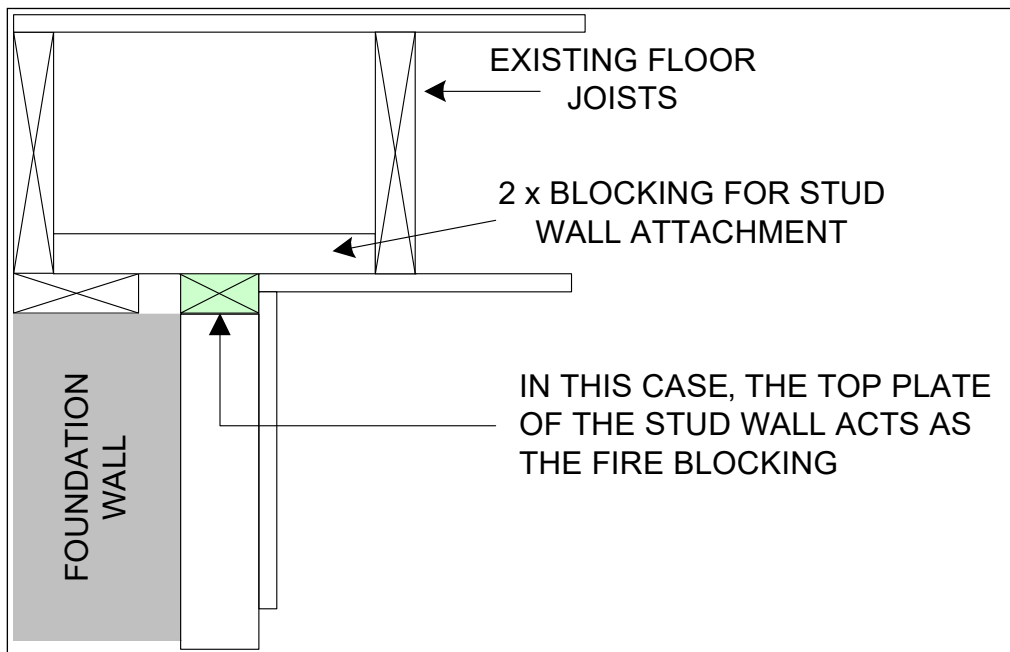 EXISTING FLOOR
JOISTS
2 x BLOCKING FOR STUD
WALL ATTACHMENT
IN THIS CASE, THE TOP PLATE
OF THE STUD WALL ACTS AS
THE FIRE BLOCKING
FOUNDATION
WALL